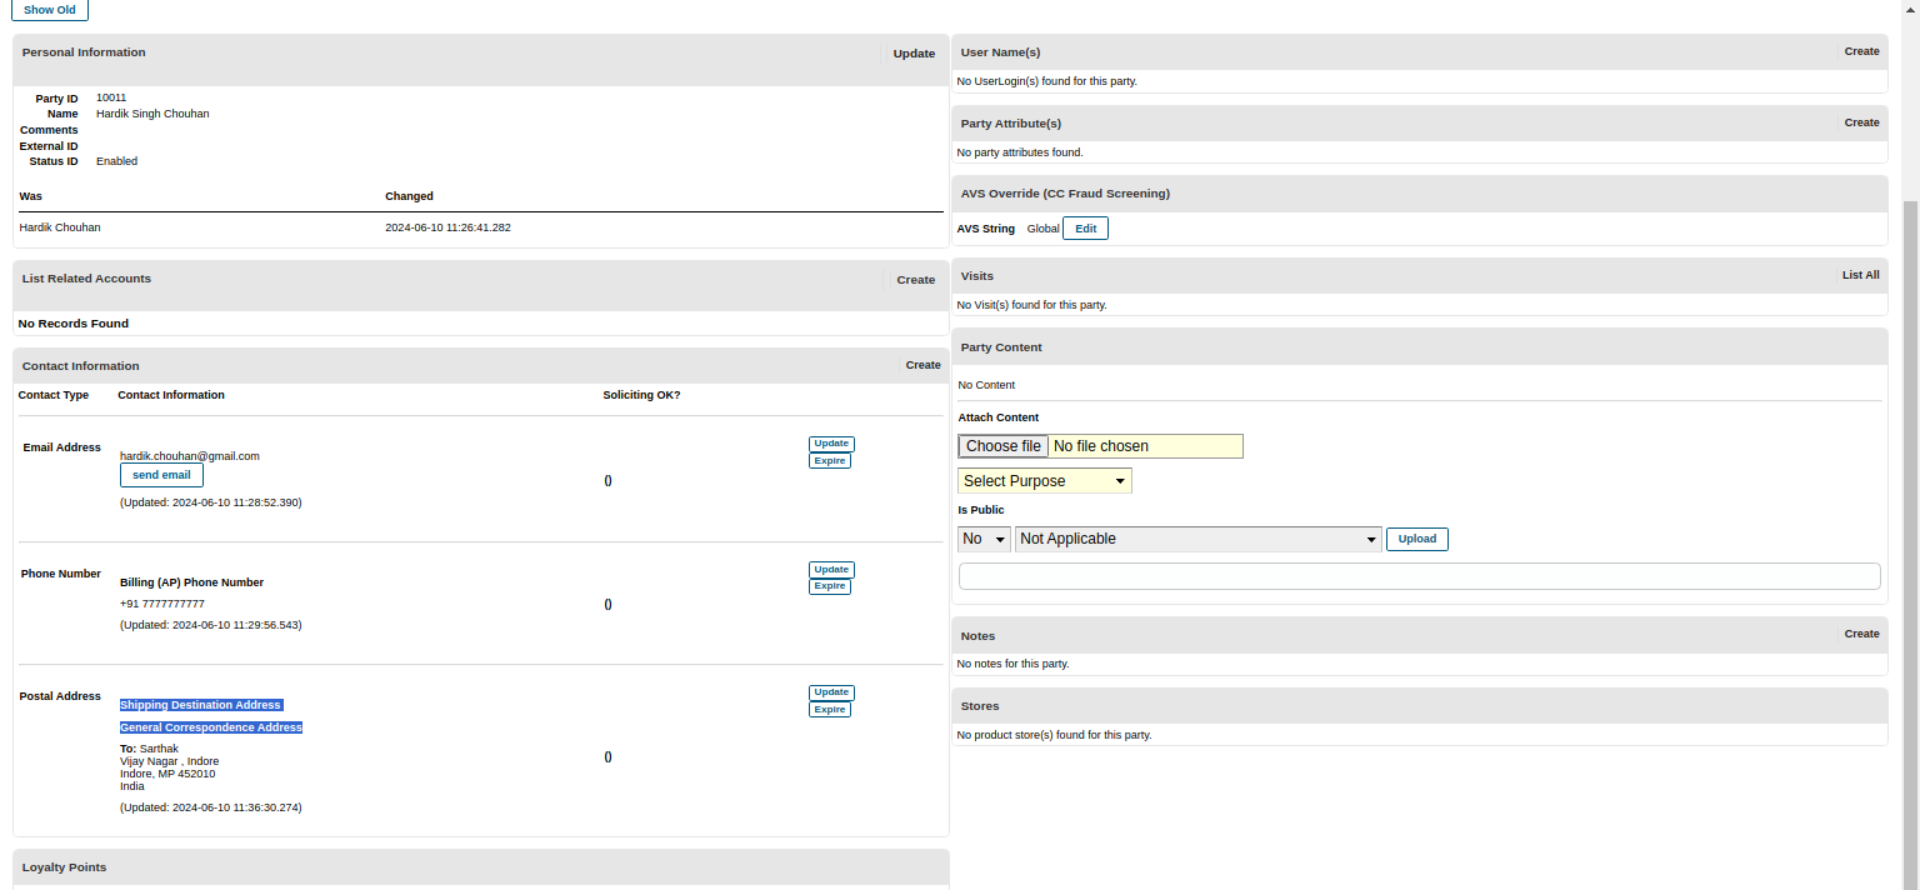 Show Old
Personal Information
Update
Party ID 10011
Name Hardik Singh Chouhan
Comments
External ID
Status ID Enabled
Was Changed
Hardik Chouhan 2024-06-10 11:26:41.282
List Related Accounts
Create
No Records Found
Contact Information
Create
Contact Type Contact Information Soliciting OK?
Email Address
hardik.chouhan@gmail.com
send email
(Updated: 2024-06-10 11:28:52.390)
()
Update
Expire
Phone Number
Billing (AP) Phone Number
+91 7777777777
(Updated: 2024-06-10 11:29:56.543)
()
Update
Expire
Postal Address
Shipping Destination Address
General Correspondence Address
To: Sarthak
Vijay Nagar , Indore
Indore, MP 452010
India
(Updated: 2024-06-10 11:36:30.274)
()
Update
Expire
Loyalty Points
User Name(s)
Create
No UserLogin(s) found for this party.
Party Attribute(s)
Create
No party attributes found.
AVS Override (CC Fraud Screening)
AVS String Global Edit
Visits
List All
No Visit(s) found for this party.
Party Content
No Content
Attach Content
Choose file No file chosen
Select Purpose
Is Public
No Not Applicable Upload
Notes
Create
No notes for this party.
Stores
No product store(s) found for this party.